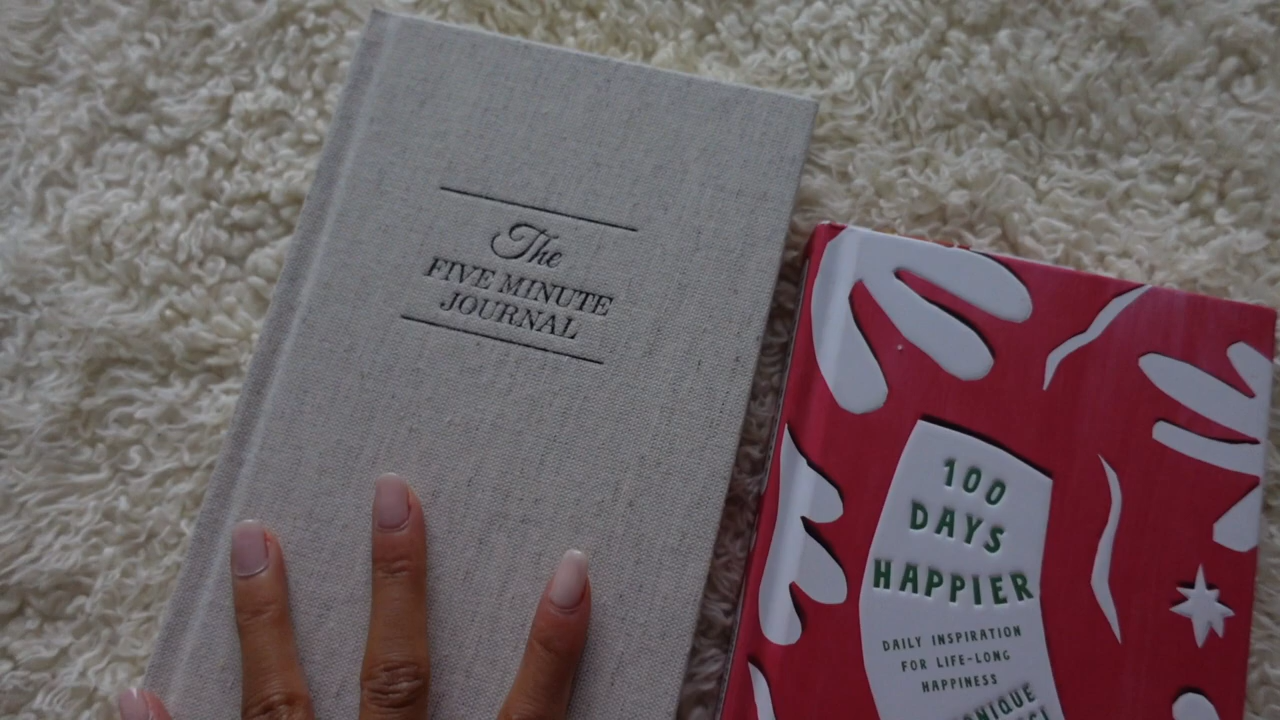 The
FIVE MINUTE
JOURNAL
100
DAYS
HAPPIER
DAILY INSPIRATION
FOR LIFE-LONG
HAPPINESS